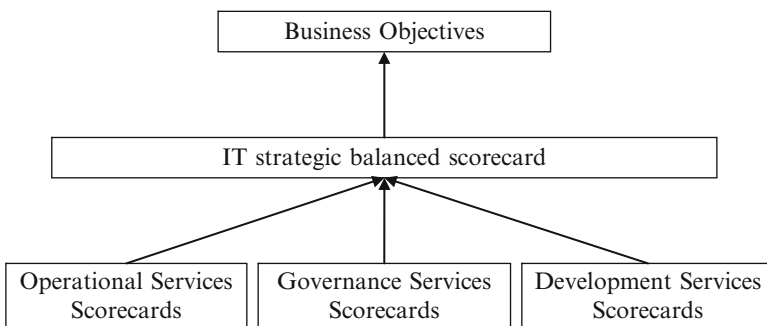 Business Objectives
IT strategic balanced scorecard
Operational Services
Scorecards
Governance Services
Scorecards
Development Services
Scorecards